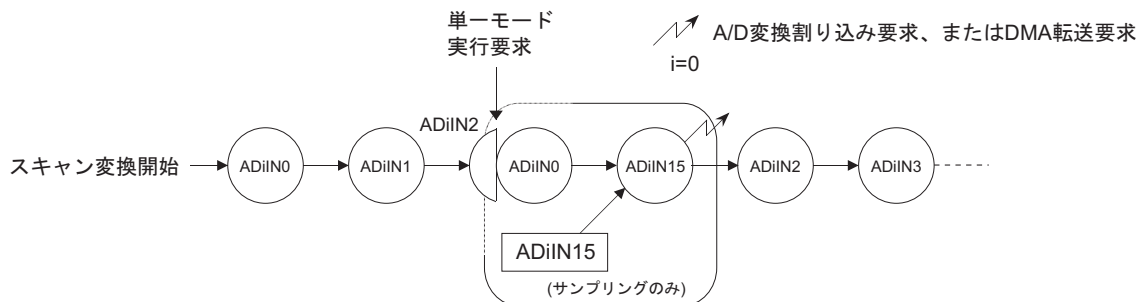 単一モード
実行要求
A/D変換割り込み要求、またはDMA転送要求
i=0
ADiIN2
スキャン変換開始
ADiIN0
ADiIN1
ADiIN0
ADiIN15
ADiIN2
ADiIN3
ADiIN15
(サンプリングのみ)